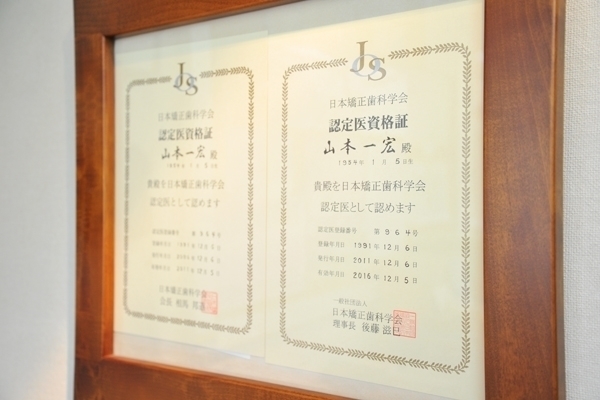 JOS
日本矯正歯科学会
認定医資格証
山本一宏殿
貴殿を日本矯正歯科学会
認定医として認めます
日本矯正歯科学会
JOS
日本矯正歯科学会
認定医資格証
山本一宏殿
貴殿を日本矯正歯科学会
認定医として認めます
認定医登録番号 第964号
登録年月日 1991年12月6日
発行年月日 2011年12月6日
有効年月日 2016年12月5日
一般社団法人
日本矯正歯科学会
理事長 後藤滋巳